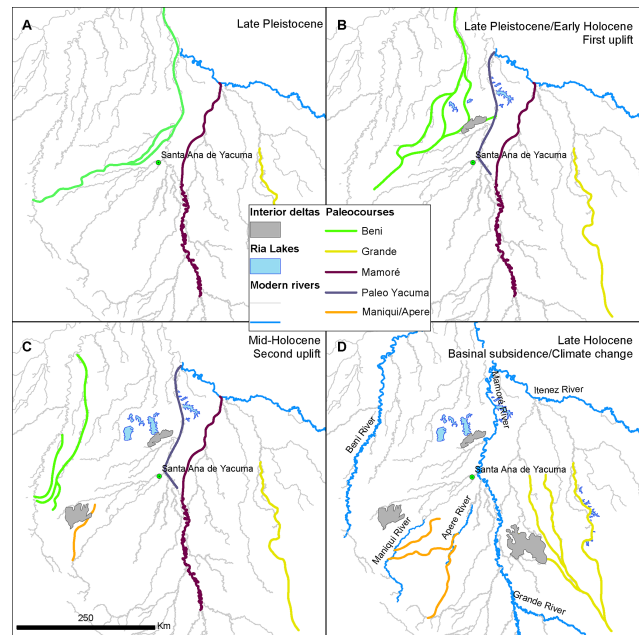 A
Late Pleistocene
Santa Ana de Yacuma
B
Late Pleistocene/Early Holocene
First uplift
Santa Ana de Yacuma
Interior deltas
Ria Lakes
Modern rivers
Paleocourses
Beni
Grande
Mamoré
Paleo Yacuma
Maniqui/Apere
C
Mid-Holocene
Second uplift
Santa Ana de Yacuma
250
Km
D
Late Holocene
Basinal subsidence/Climate change
Mamoré River
Itenez River
Beni River
Santa Ana de Yacuma
Maniqui River
Apere River
Grande River